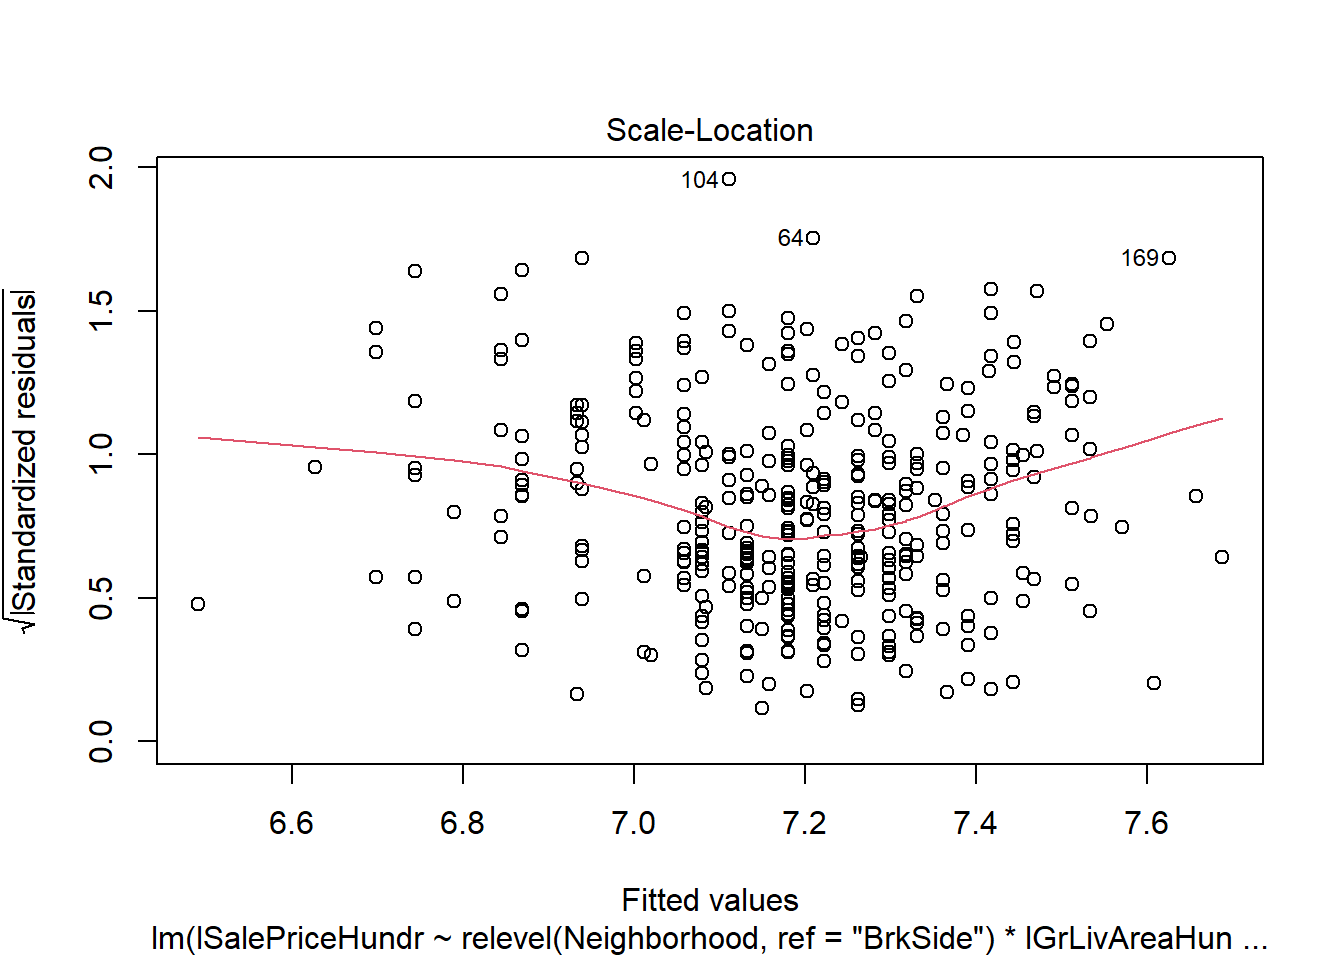 Scale-Location
√|Standardized residuals|
2.0
1.5
1.0
0.5
0.0
104
64
169
6.6 6.8 7.0 7.2 7.4 7.6
Fitted values
lm(lSalePriceHundr ~ relevel(Neighborhood, ref = "BrkSide") * lGrLivAreaHun ...